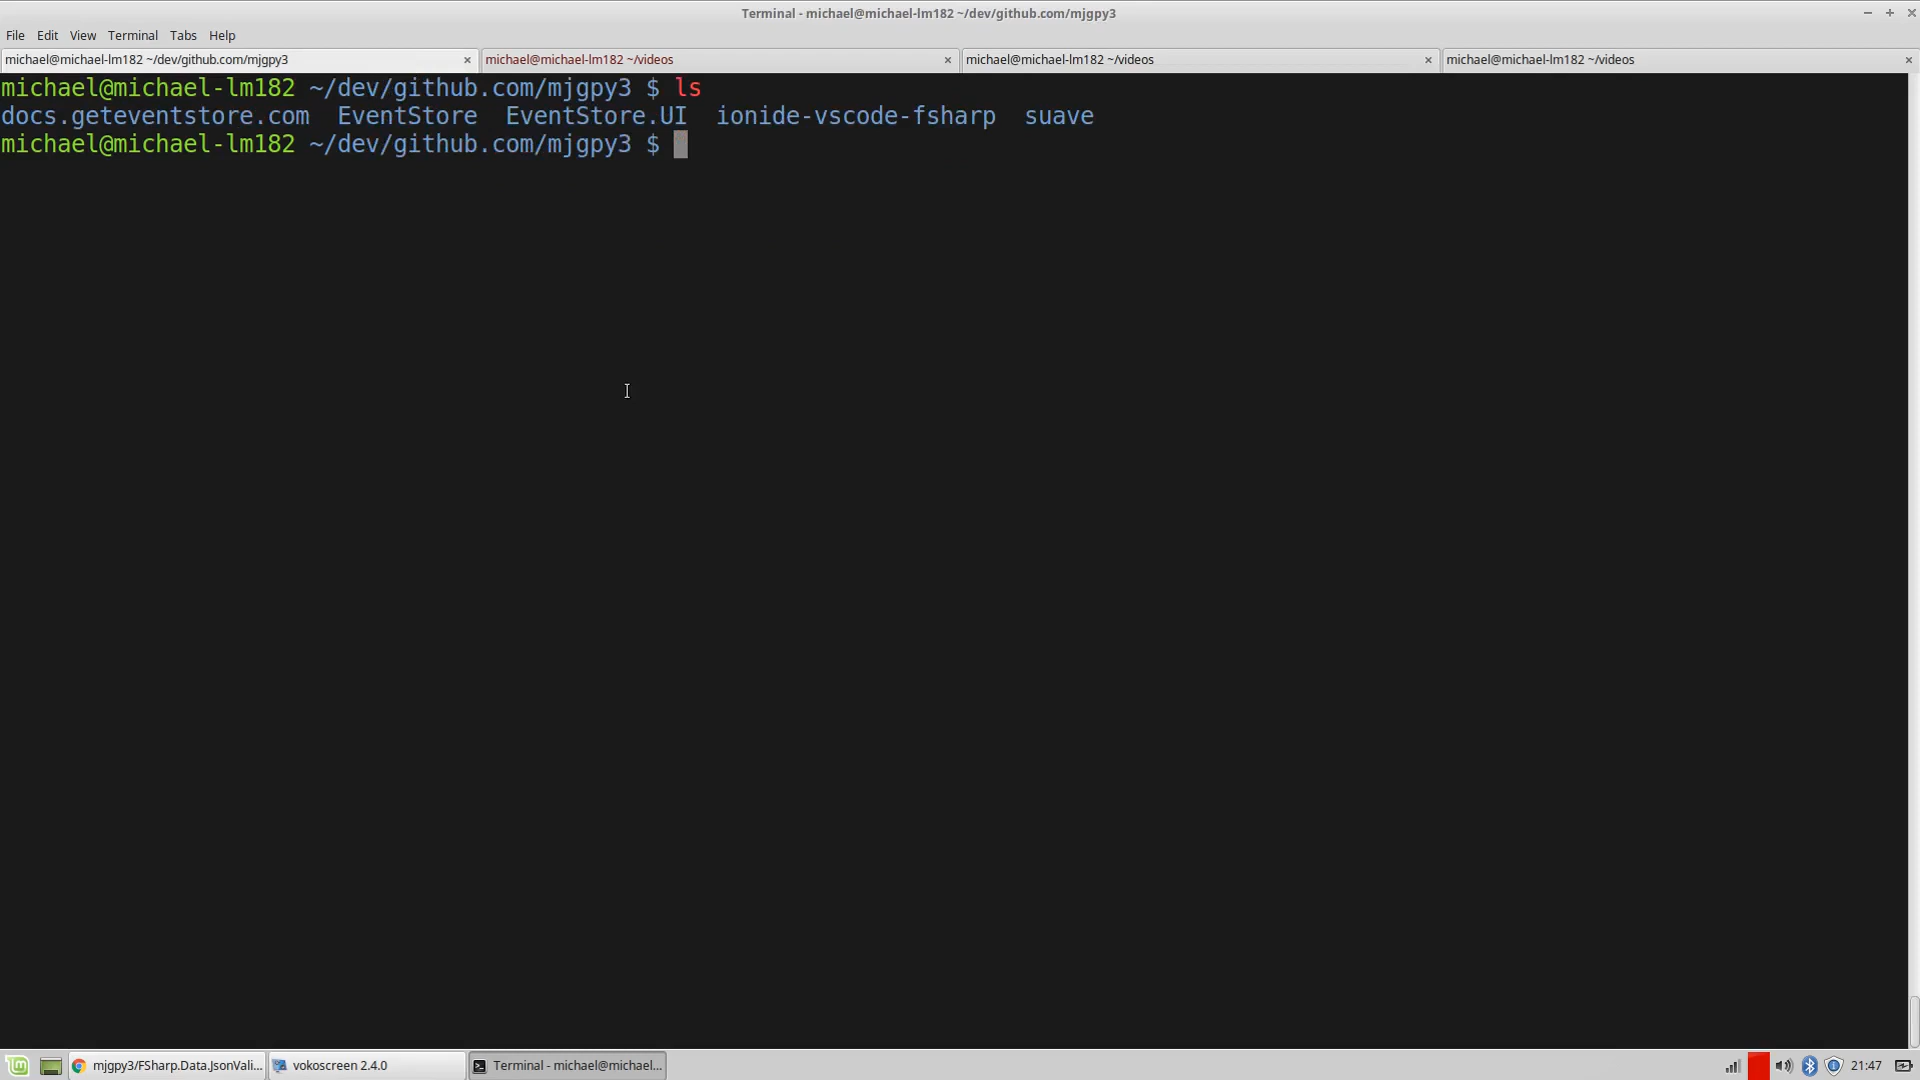 Terminal - michael@michael-lm182 ~/dev/github.com/mjgpy3
File Edit View Terminal Tabs Help
michael@michael-lm182 ~/dev/github.com/mjgpy3 michael@michael-lm182 ~/videos michael@michael-lm182 ~/videos michael@michael-lm182 ~/videos
michael@michael-lm182 ~/dev/github.com/mjgpy3 $ ls
docs.geteventstore.com EventStore EventStore.UI ionide-vscode-fsharp suave
michael@michael-lm182 ~/dev/github.com/mjgpy3 $
mjgpy3/FSharp.Data.JsonVali... vokoscreen 2.4.0 Terminal - michael@michael... 21:47